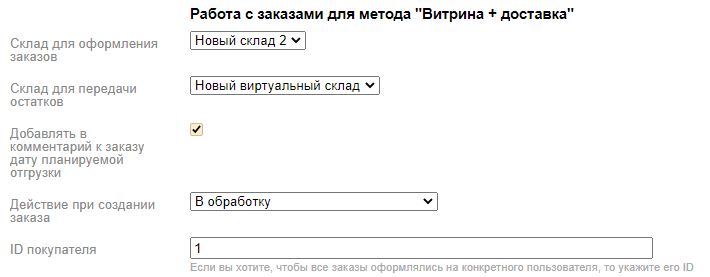 Работа с заказами для метода "Витрина + доставка"
Склад для оформления
заказов
Новый склад 2
Склад для передачи
остатков
Новый виртуальный склад
Добавлять в
комментарий к заказу
дату планируемой
отгрузки
Действие при создании
заказа
В обработку
ID покупателя
1
Если вы хотите, чтобы все заказы оформлялись на конкретного пользователя, то укажите его ID